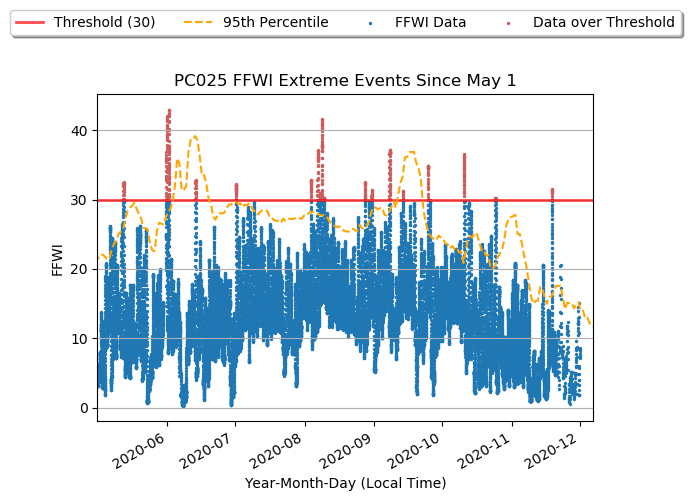 Threshold (30) 95th Percentile FFWI Data Data over Threshold
PC025 FFWI Extreme Events Since May 1
40
30
20
10
0
FFWI
2020-06 2020-07 2020-08 2020-09 2020-10 2020-11 2020-12
Year-Month-Day (Local Time)